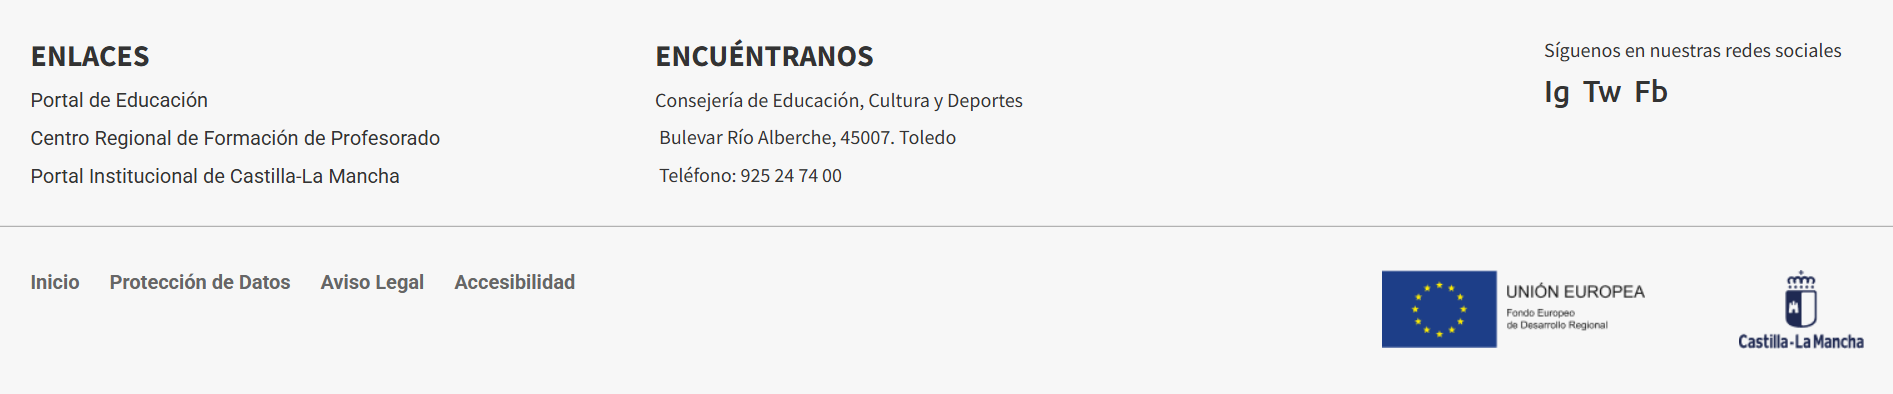 ENLACES
Portal de Educación
Centro Regional de Formación de Profesorado
Portal Institucional de Castilla-La Mancha
ENCUÉNTRANOS
Consejería de Educación, Cultura y Deportes
Bulevar Río Alberche, 45007. Toledo
Teléfono: 925 24 74 00
Síguenos en nuestras redes sociales
Ig Tw Fb
Inicio Protección de Datos Aviso Legal Accesibilidad
UNIÓN EUROPEA
Fondo Europeo
de Desarrollo Regional
Castilla-La Mancha